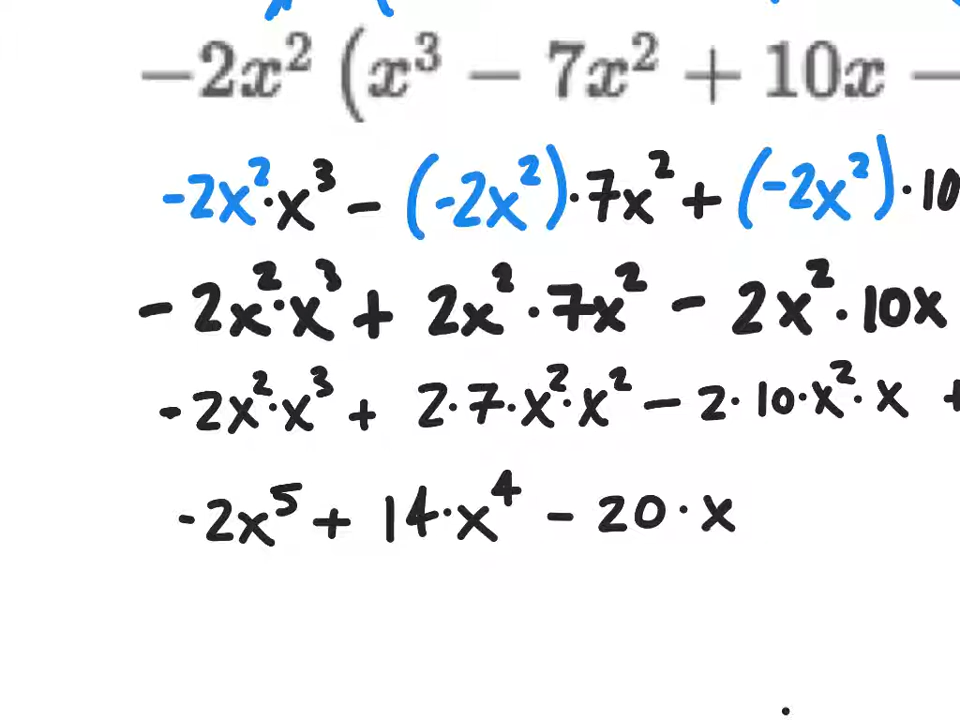 -2x² (x³ - 7x² + 10x -
-2x²·x³ - (-2x²)·7x² + (-2x²)·10
- 2x²·x³ + 2x²·7x² - 2x²·10x
-2x²·x³ + 2·7·x²·x² - 2·10·x²·x +
-2x⁵ + 14·x⁴ - 20·x